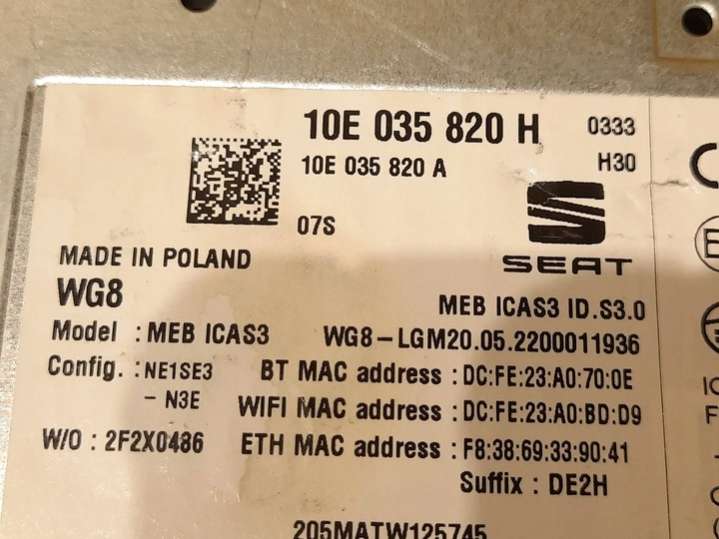 10E 035 820 H 0333
10E 035 820 A H30
07S
SEAT
MADE IN POLAND
WG8
MEB ICAS3 ID.S3.0
Model : MEB ICAS3 WG8-LGM20.05.2200011936
Config. : NE1SE3 BT MAC address : DC:FE:23:A0:70:0E
- N3E WIFI MAC address : DC:FE:23:A0:BD:D9
W/O : 2F2X0486 ETH MAC address : F8:38:69:33:90:41
Suffix : DE2H
205MATW125745